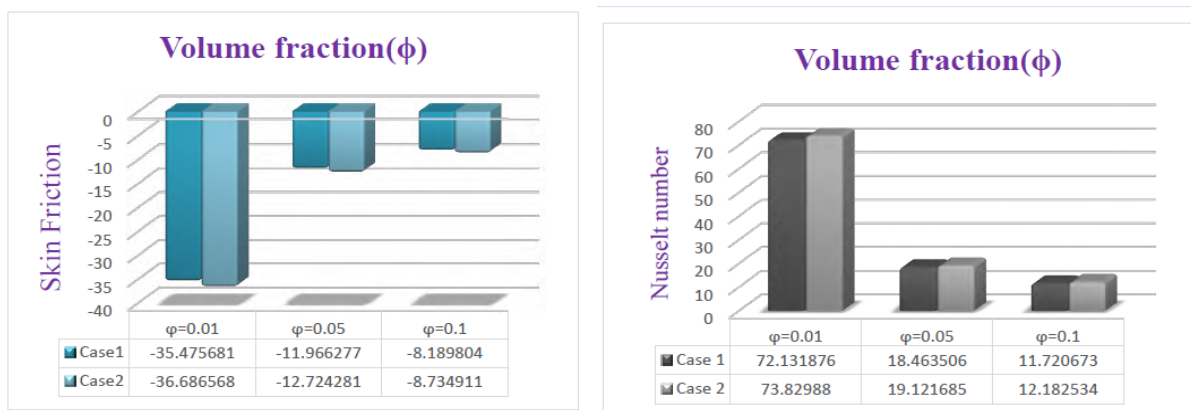 Volume fraction(ϕ)
Skin Friction
0
-5
-10
-15
-20
-25
-30
-35
-40
φ=0.01 φ=0.05 φ=0.1
Case1 -35.475681 -11.966277 -8.189804
Case2 -36.686568 -12.724281 -8.734911
Volume fraction(ϕ)
Nusselt number
80
70
60
50
40
30
20
10
0
φ=0.01 φ=0.05 φ=0.1
Case 1 72.131876 18.463506 11.720673
Case 2 73.82988 19.121685 12.182534